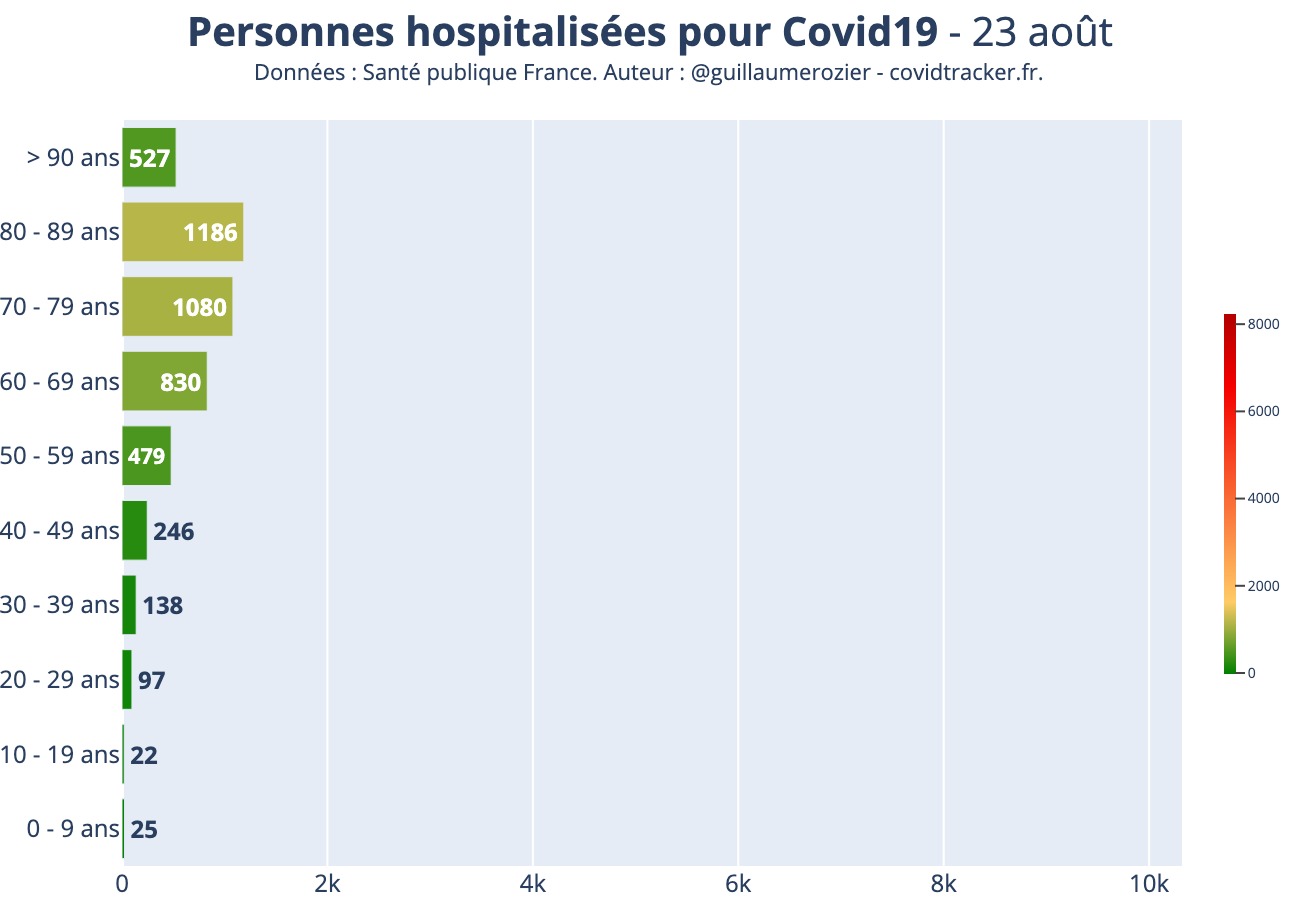 Personnes hospitalisées pour Covid19 - 23 août
Données : Santé publique France. Auteur : @guillaumerozier - covidtracker.fr.
> 90 ans 527
80 - 89 ans 1186
70 - 79 ans 1080
60 - 69 ans 830
50 - 59 ans 479
40 - 49 ans 246
30 - 39 ans 138
20 - 29 ans 97
10 - 19 ans 22
0 - 9 ans 25
0 2k 4k 6k 8k 10k
8000
6000
4000
2000
0